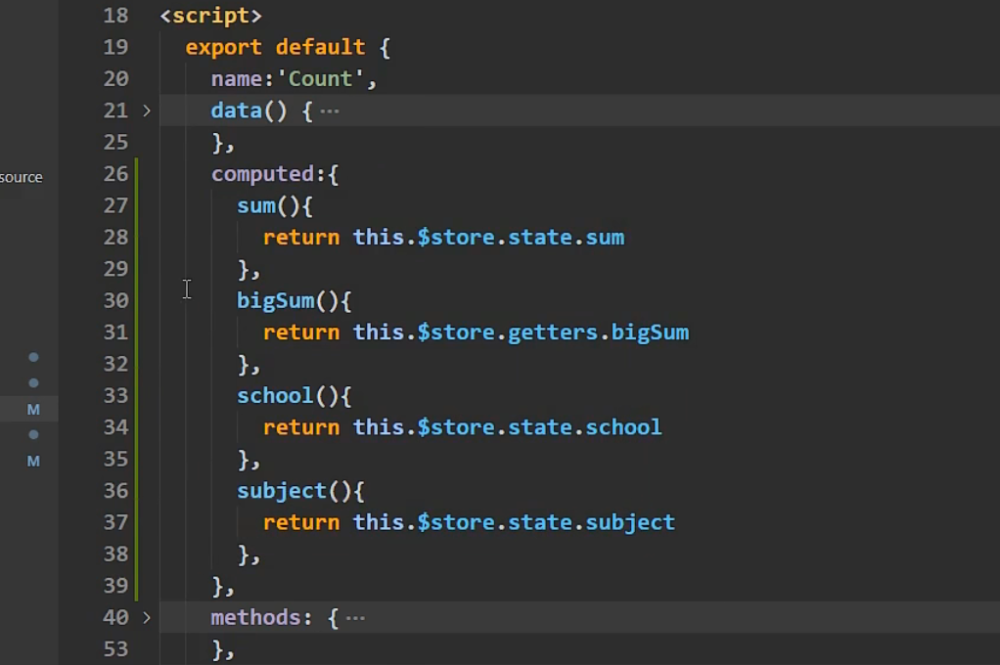 18 <script>
19 export default {
20 name:'Count',
21 > data() { ···
25 },
source
26 computed:{
27 sum(){
28 return this.$store.state.sum
29 },
30 bigSum(){
31 return this.$store.getters.bigSum
32 },
33 school(){
34 return this.$store.state.school
M
35 },
36 subject(){
M
37 return this.$store.state.subject
38 },
39 },
40 > methods: { ···
53 },